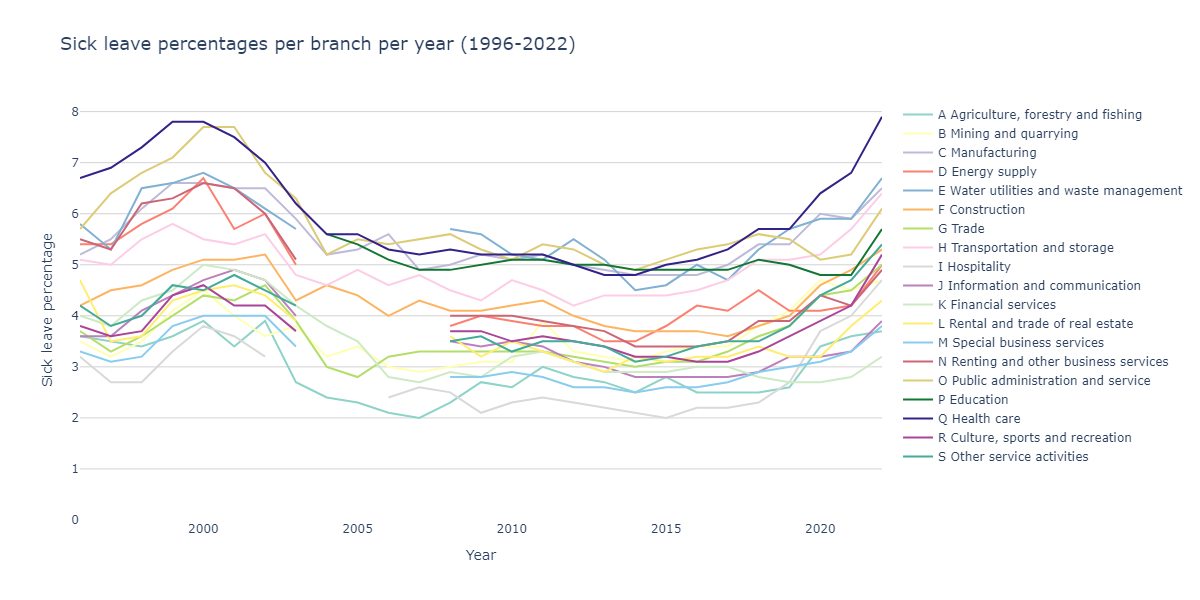 Sick leave percentages per branch per year (1996-2022)
8
7
6
5
4
3
2
1
0
Sick leave percentage
2000
2005
2010
2015
2020
Year
A Agriculture, forestry and fishing
B Mining and quarrying
C Manufacturing
D Energy supply
E Water utilities and waste management
F Construction
G Trade
H Transportation and storage
I Hospitality
J Information and communication
K Financial services
L Rental and trade of real estate
M Special business services
N Renting and other business services
O Public administration and service
P Education
Q Health care
R Culture, sports and recreation
S Other service activities